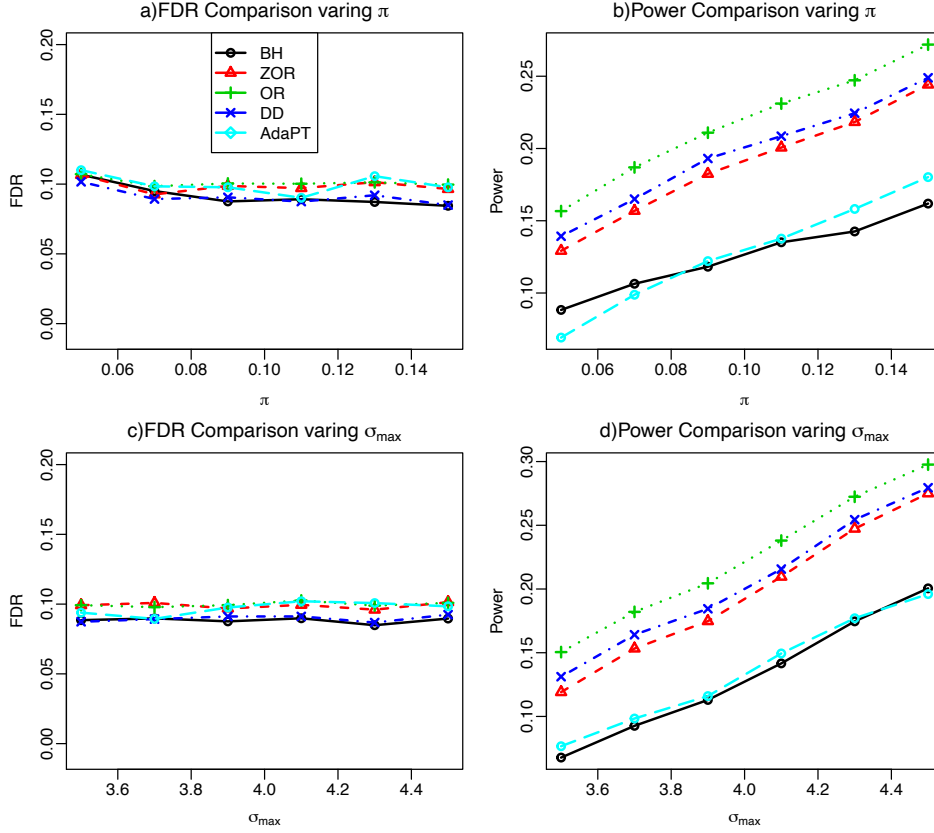 a)FDR Comparison varing π
FDR
0.00 0.05 0.10 0.15 0.20
BH
ZOR
OR
DD
AdaPT
0.06 0.08 0.10 0.12 0.14
π
b)Power Comparison varing π
Power
0.10 0.15 0.20 0.25
0.06 0.08 0.10 0.12 0.14
π
c)FDR Comparison varing σmax
FDR
0.00 0.05 0.10 0.15 0.20
3.6 3.8 4.0 4.2 4.4
σmax
d)Power Comparison varing σmax
Power
0.10 0.15 0.20 0.25 0.30
3.6 3.8 4.0 4.2 4.4
σmax